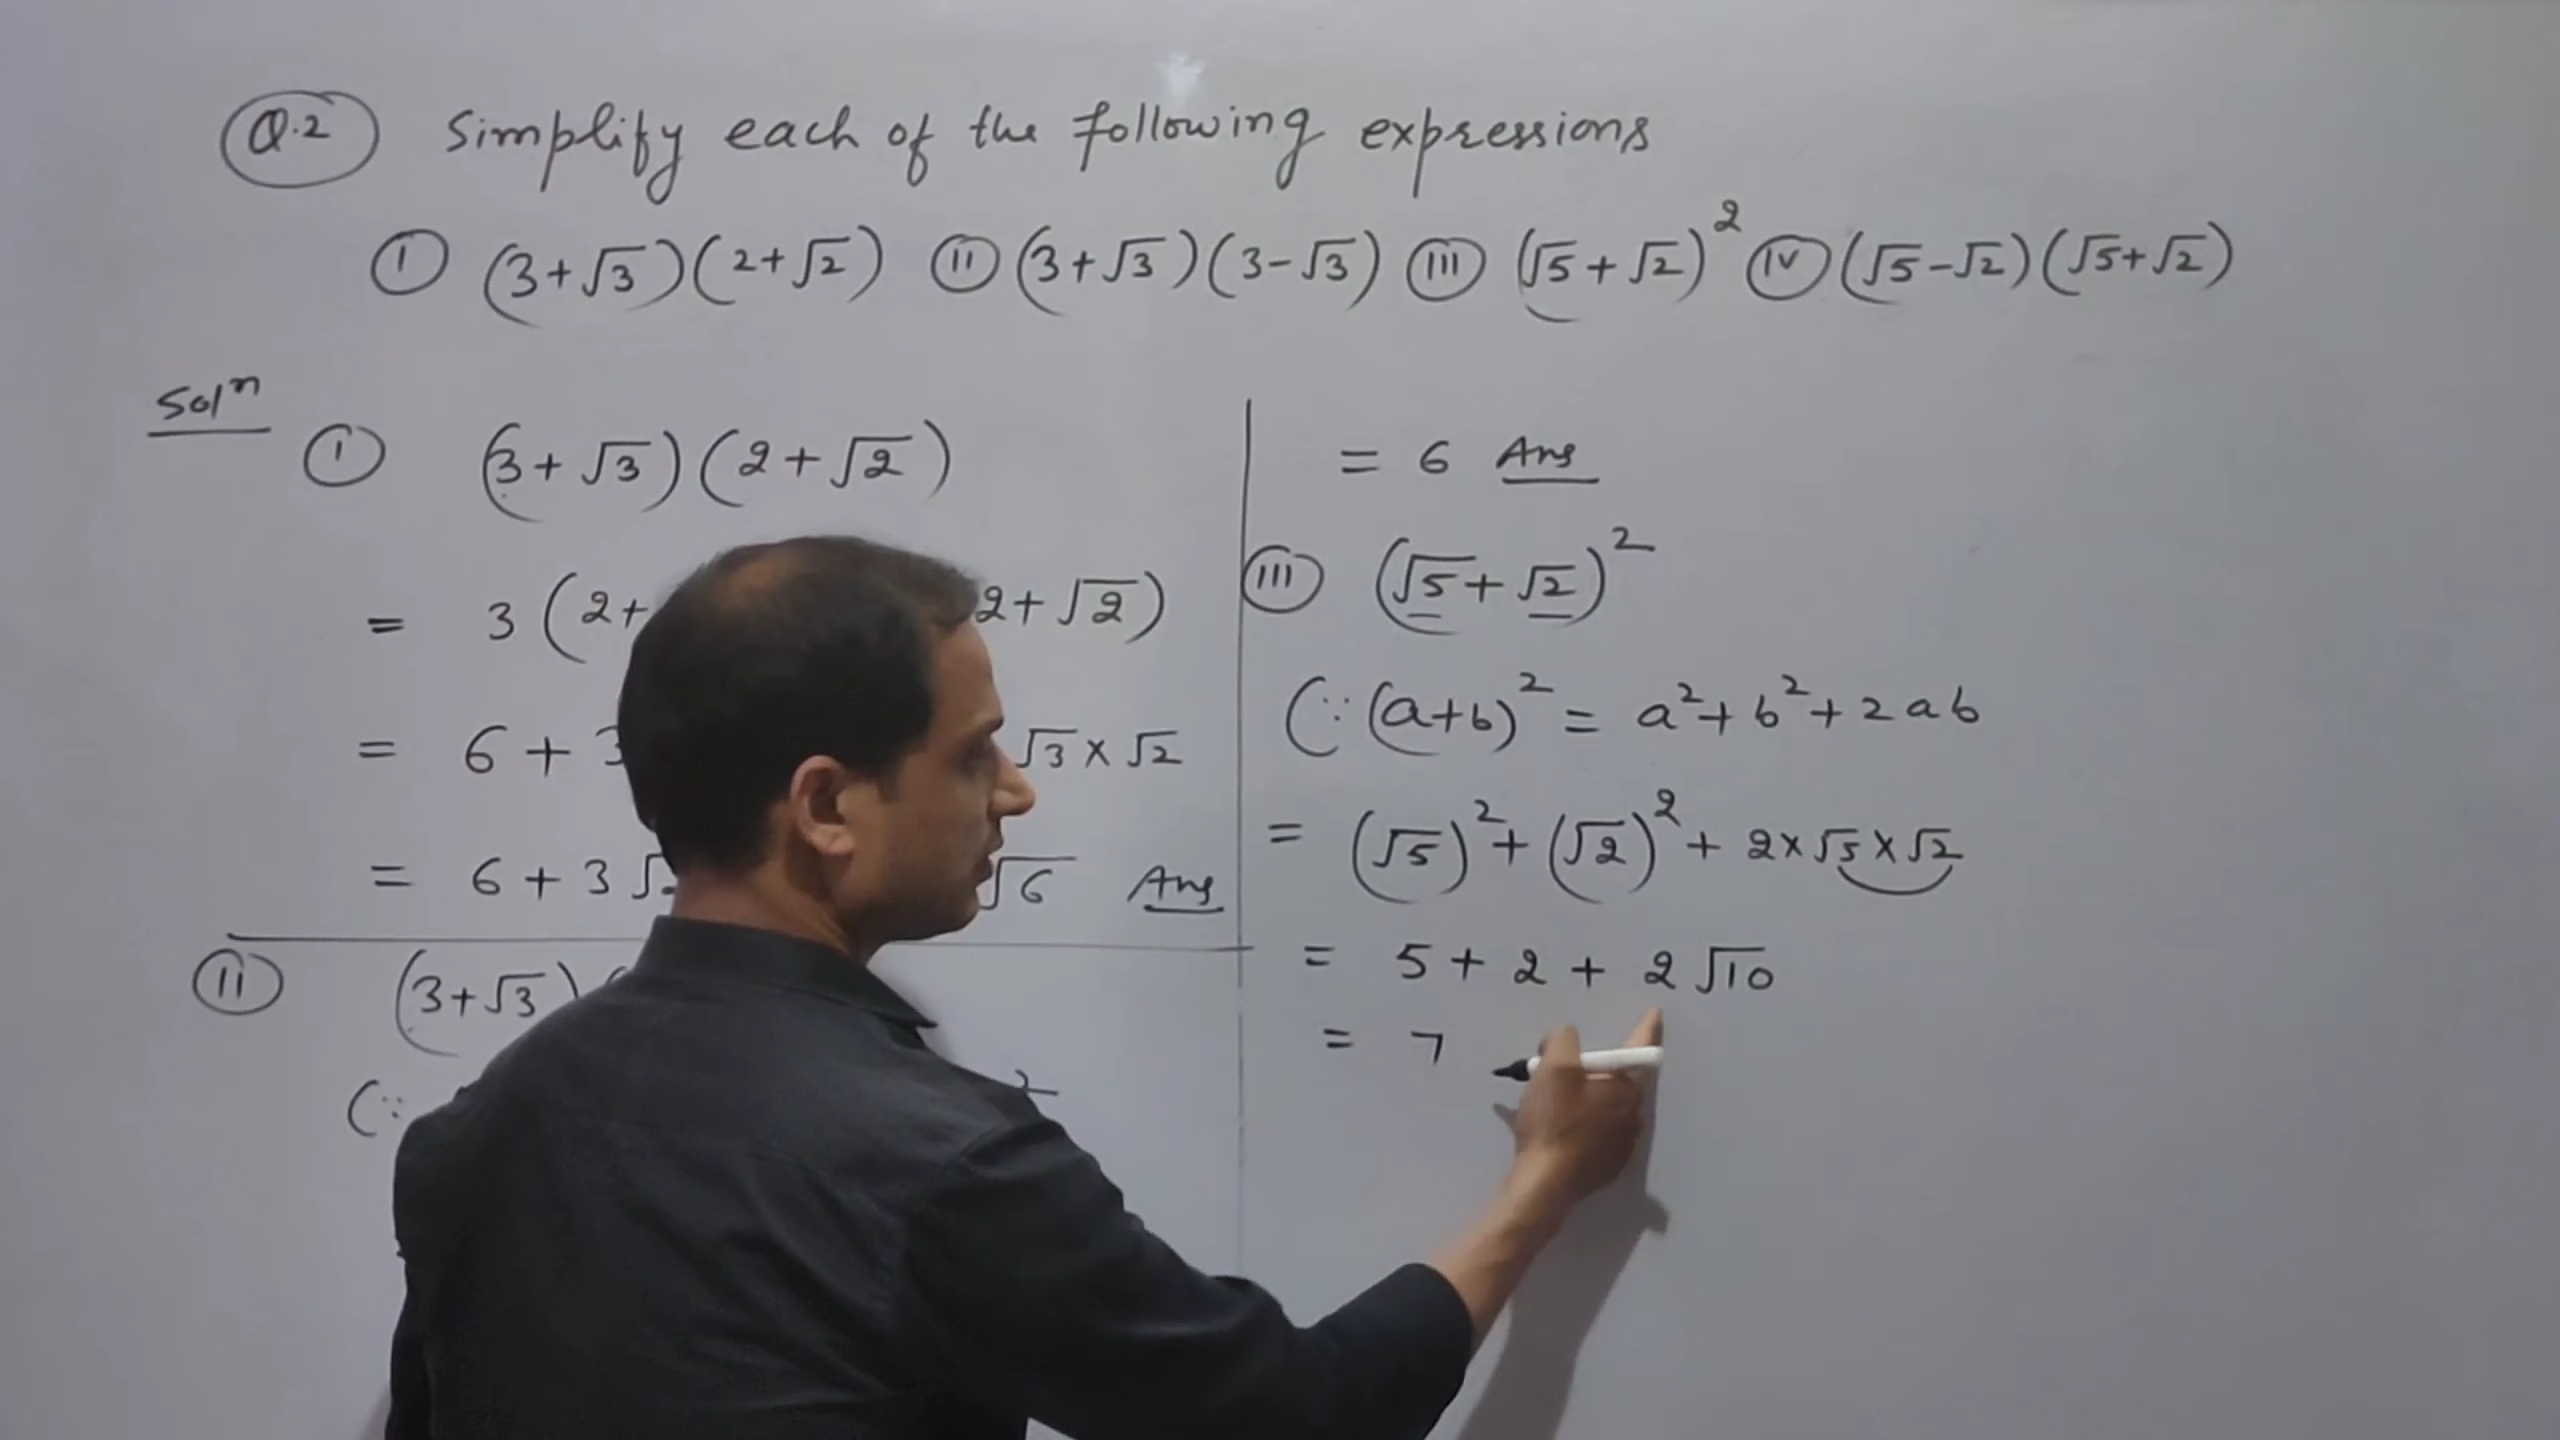 Q.2 Simplify each of the following expressions
I (3+√3)(2+√2) II (3+√3)(3-√3) III (√5+√2)² IV (√5-√2)(√5+√2)
Solⁿ
I (3+√3)(2+√2)
= 3(2+ 2+√2)
= 6+3 √3×√2
= 6+3√ √6 Ans
II (3+√3)(
(∵
= 6 Ans
III (√5+√2)²
(∵(a+b)² = a²+b²+2ab
= (√5)²+(√2)²+2×√5×√2
= 5+2+2√10
= 7